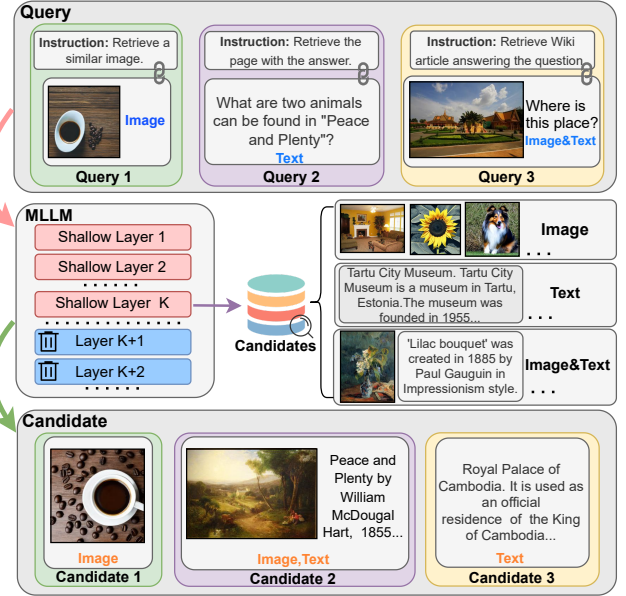 Query
Instruction: Retrieve a
similar image.
Image
Query 1
Instruction: Retrieve the
page with the answer.
What are two animals
can be found in "Peace
and Plenty"?
Text
Query 2
Instruction: Retrieve Wiki
article answering the question
Where is
this place?
Image&Text
Query 3
MLLM
Shallow Layer 1
Shallow Layer 2
......
Shallow Layer K
...............
Layer K+1
Layer K+2
......
Candidates
Image
...
Tartu City Museum. Tartu City
Museum is a museum in Tartu,
Estonia.The museum was
founded in 1955...
Text
...
'Lilac bouquet' was
created in 1885 by
Paul Gauguin in
Impressionism style.
Image&Text
...
Candidate
Image
Candidate 1
Peace and
Plenty by
William
McDougal
Hart, 1855...
Image,Text
Candidate 2
Royal Palace of
Cambodia. It is used as
an official
residence of the King
of Cambodia...
Text
Candidate 3